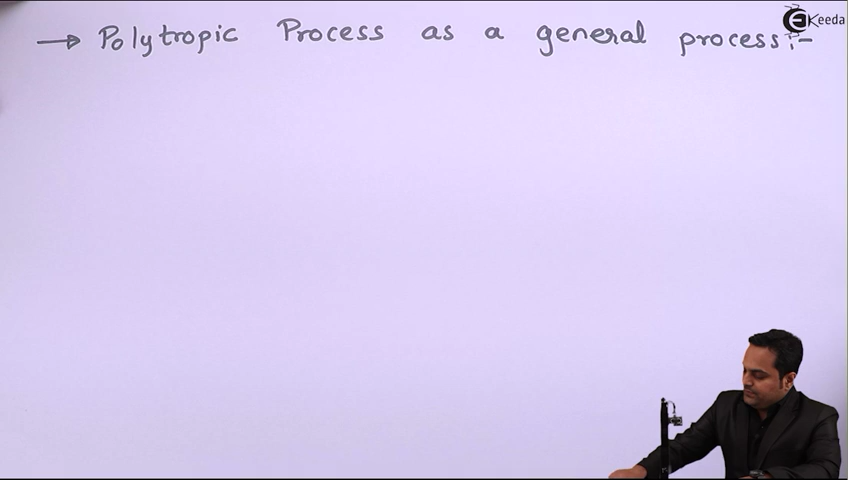 → Polytropic Process as a general process:-
EKeeda